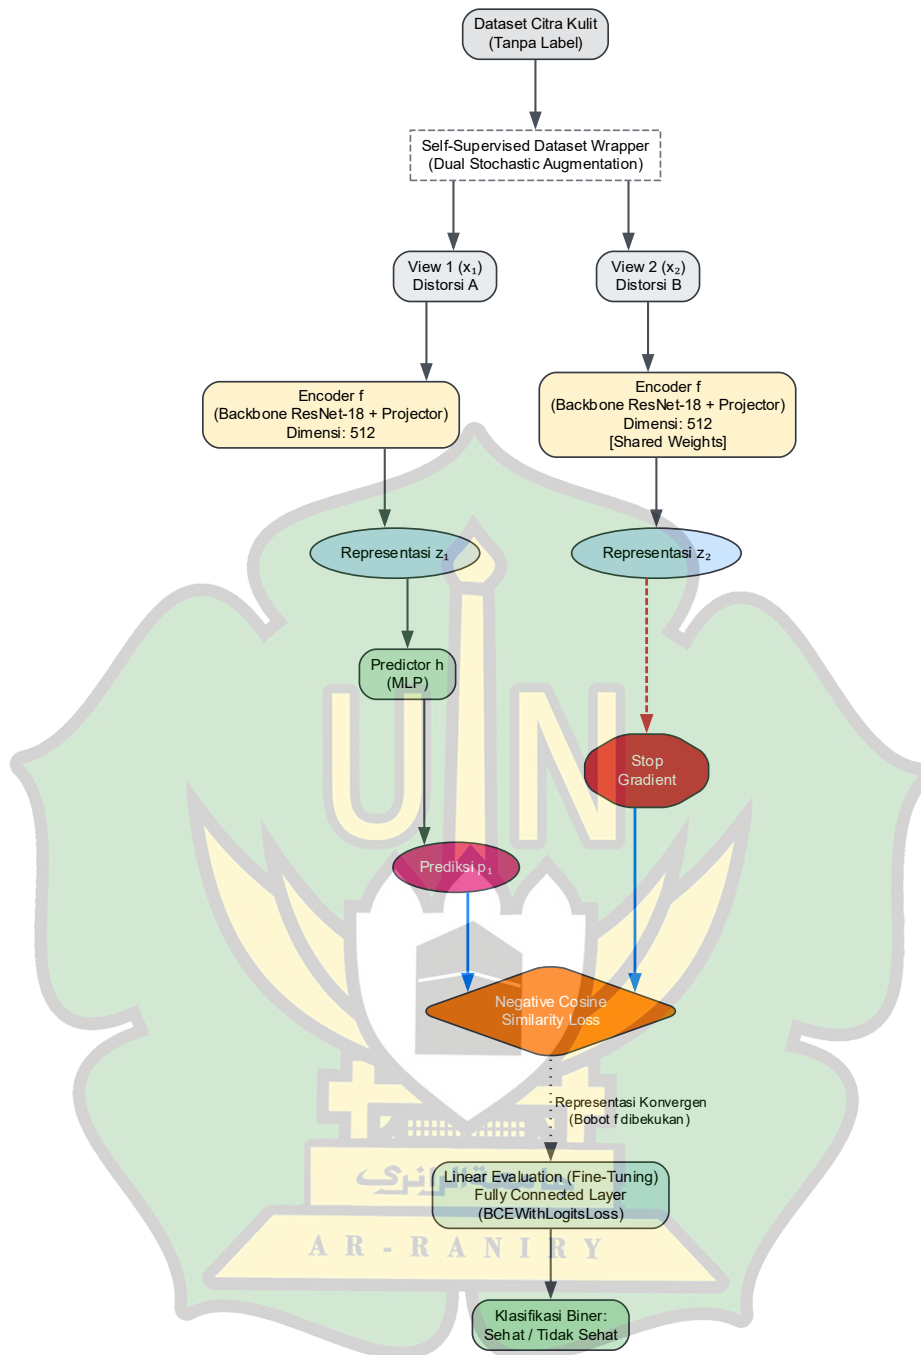 Dataset Citra Kulit
(Tanpa Label)
Self-Supervised Dataset Wrapper
(Dual Stochastic Augmentation)
View 1 (x₁)
Distorsi A
View 2 (x₂)
Distorsi B
Encoder f
(Backbone ResNet-18 + Projector)
Dimensi: 512
Encoder f
(Backbone ResNet-18 + Projector)
Dimensi: 512
[Shared Weights]
Representasi z₁
Representasi z₂
Predictor h
(MLP)
UIN
Stop
Gradient
Prediksi p₁
Negative Cosine
Similarity Loss
Representasi Konvergen
(Bobot f dibekukan)
جامعة الرانري
Linear Evaluation (Fine-Tuning)
Fully Connected Layer
(BCEWithLogitsLoss)
AR-RANIRY
Klasifikasi Biner:
Sehat / Tidak Sehat